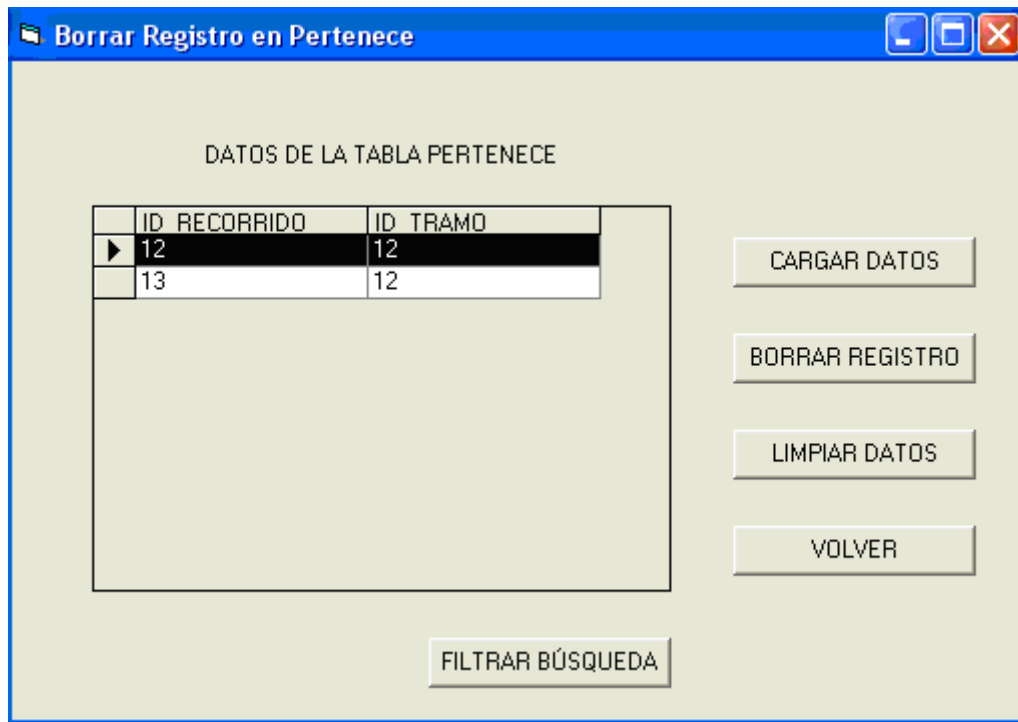 Borrar Registro en Pertenece
DATOS DE LA TABLA PERTENECE
ID_RECORRIDO ID_TRAMO
12 12
13 12
CARGAR DATOS
BORRAR REGISTRO
LIMPIAR DATOS
VOLVER
FILTRAR BÚSQUEDA